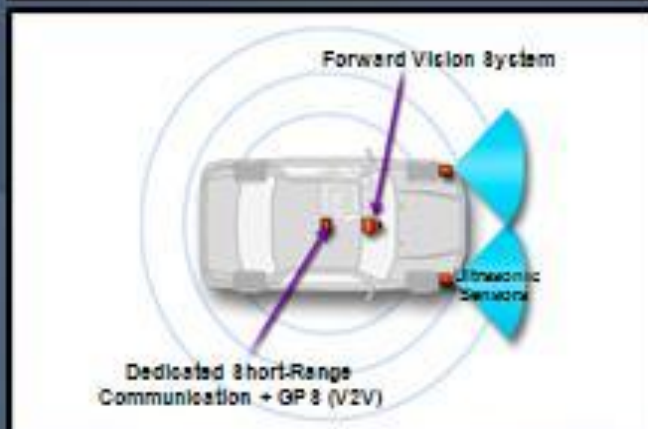 Forward Vision System
Ultrasonic
Sensors
Dedicated Short-Range
Communication + GPS (V2V)